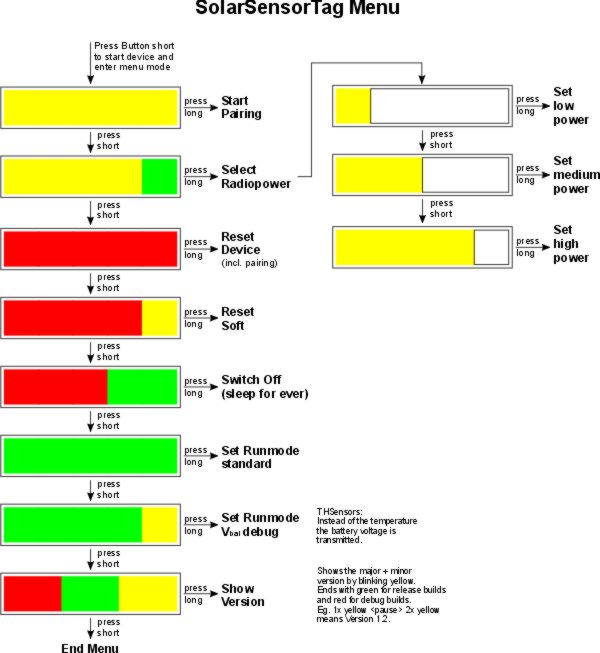 SolarSensorTag Menu
Press Button short
to start device and
enter menu mode
press
long
Start
Pairing
press
short
press
long
Select
Radiopower
press
short
press
long
Reset
Device
(incl. pairing)
press
short
press
long
Reset
Soft
press
short
press
long
Switch Off
(sleep for ever)
press
short
press
long
Set Runmode
standard
press
short
press
long
Set Runmode
Vbat debug
THSensors:
Instead of the temperature
the battery voltage is
transmitted.
press
short
press
long
Show
Version
Shows the major + minor
version by blinking yellow.
Ends with green for release builds
and red for debug builds.
Eg. 1x yellow <pause> 2x yellow
means Version 1.2.
press
short
End Menu
press
long
Set
low
power
press
short
press
long
Set
medium
power
press
short
press
long
Set
high
power